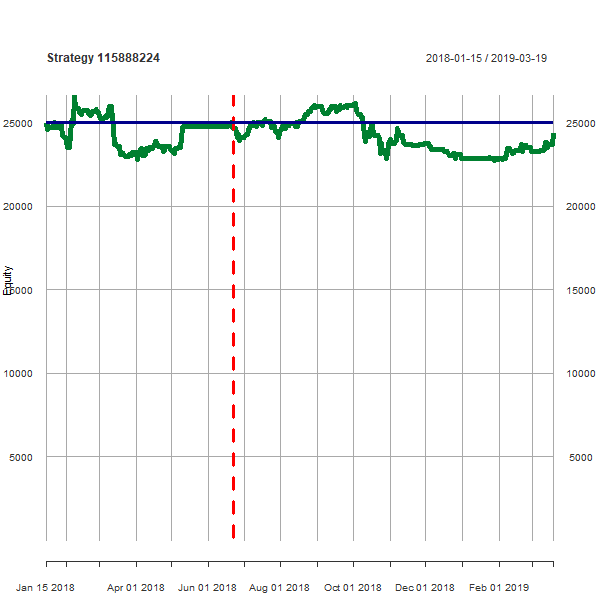 Strategy 115888224
2018-01-15 / 2019-03-19
25000
25000
20000
20000
Equity
15000
15000
10000
10000
5000
5000
Jan 15 2018
Apr 01 2018
Jun 01 2018
Aug 01 2018
Oct 01 2018
Dec 01 2018
Feb 01 2019